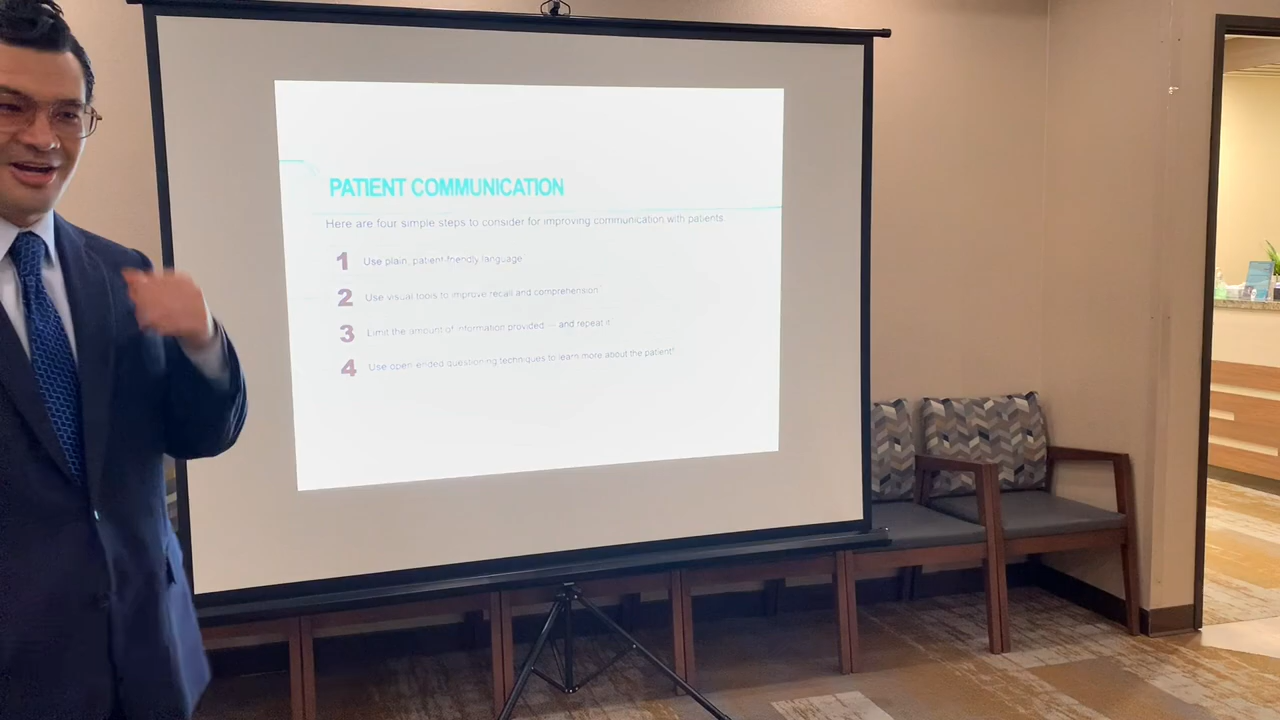 PATIENT COMMUNICATION
Here are four simple steps to consider for improving communication with patients
1 Use plain, patient-friendly language
2 Use visual tools to improve recall and comprehension
3 Limit the amount of information provided — and repeat it
4 Use open-ended questioning techniques to learn more about the patient